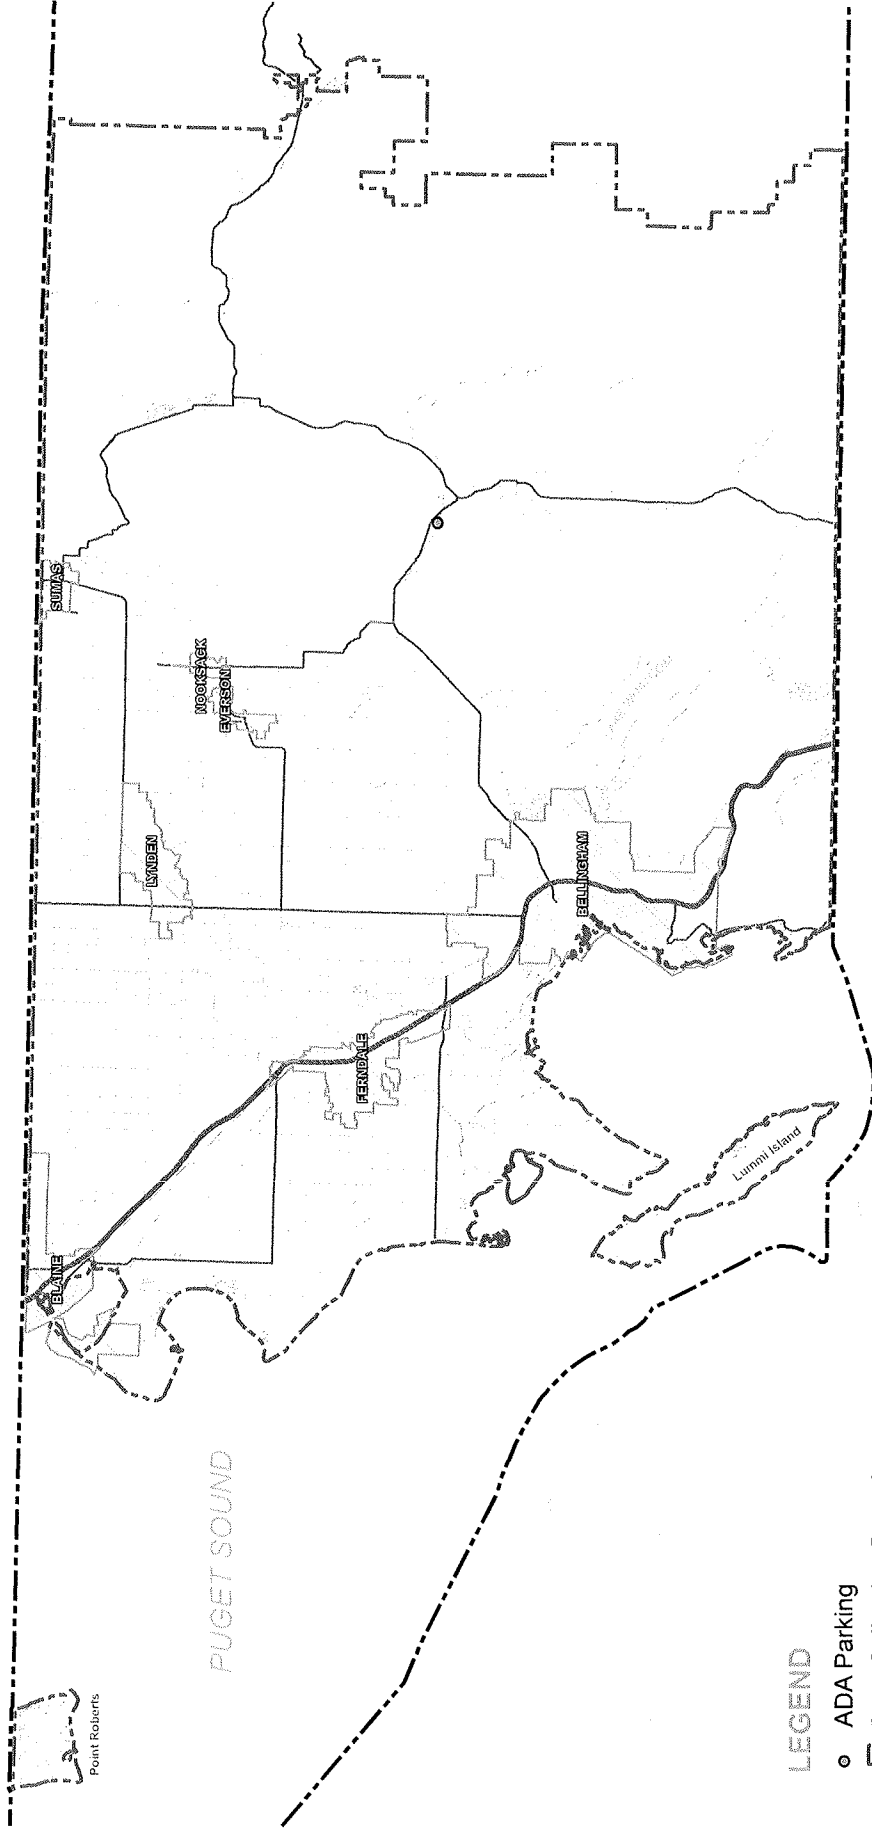 Point Roberts
PUGET SOUND
BLAINE
SUMAS
LYNDEN
NOOKSACK
EVERSON
FERNDALE
BELLINGHAM
Lummi Island
LEGEND
ADA Parking